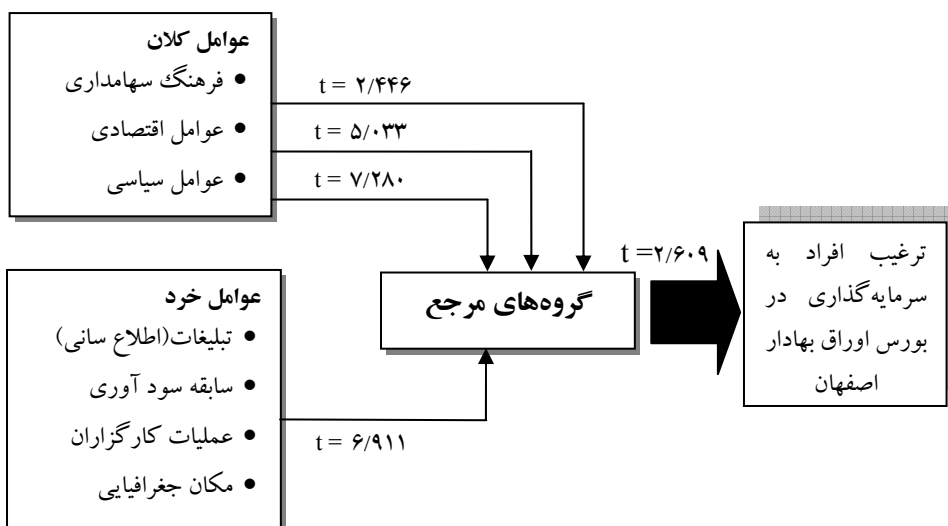 عوامل کلان
• فرهنگ سهامداری
• عوامل اقتصادی
• عوامل سیاسی
t = ۲/۴۴۶
t = ۵/۰۳۳
t = ۷/۲۸۰
عوامل خرد
• تبلیغات(اطلاع سانی)
• سابقه سود آوری
• عملیات کارگزاران
• مکان جغرافیایی
t = ۶/۹۱۱
گروه‌های مرجع
t =۲/۶۰۹
ترغیب افراد به
سرمایه‌گذاری در
بورس اوراق بهادار
اصفهان